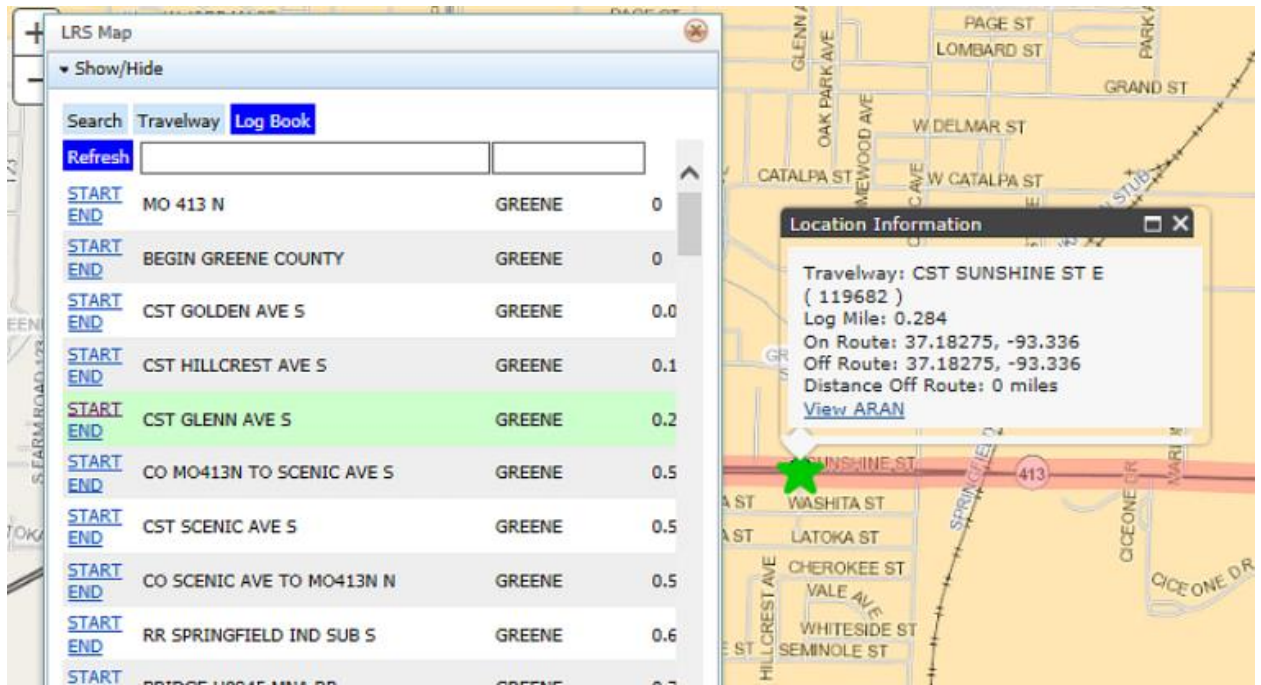 LRS Map
Show/Hide
Search Travelway Log Book
Refresh
START
END
MO 413 N GREENE 0
START
END
BEGIN GREENE COUNTY GREENE 0
START
END
CST GOLDEN AVE S GREENE 0.0
START
END
CST HILLCREST AVE S GREENE 0.1
START
END
CST GLENN AVE S GREENE 0.2
START
END
CO MO413N TO SCENIC AVE S GREENE 0.5
START
END
CST SCENIC AVE S GREENE 0.5
START
END
CO SCENIC AVE TO MO413N N GREENE 0.5
START
END
RR SPRINGFIELD IND SUB S GREENE 0.6
START
PAGE ST
LOMBARD ST
GRAND ST
GLENN
OAK PARK AVE
PARK
W DELMAR ST
CATALPA ST
W CATALPA ST
STUB
Location Information
Travelway: CST SUNSHINE ST E
( 119682 )
Log Mile: 0.284
On Route: 37.18275, -93.336
Off Route: 37.18275, -93.336
Distance Off Route: 0 miles
View ARAN
SUNSHINE ST
413
WASHITA ST
LATOKA ST
CHEROKEE ST
VALE AVE
WHITESIDE ST
SEMINOLE ST
HILLCREST AVE
CICEONE DR
CICEONE DR